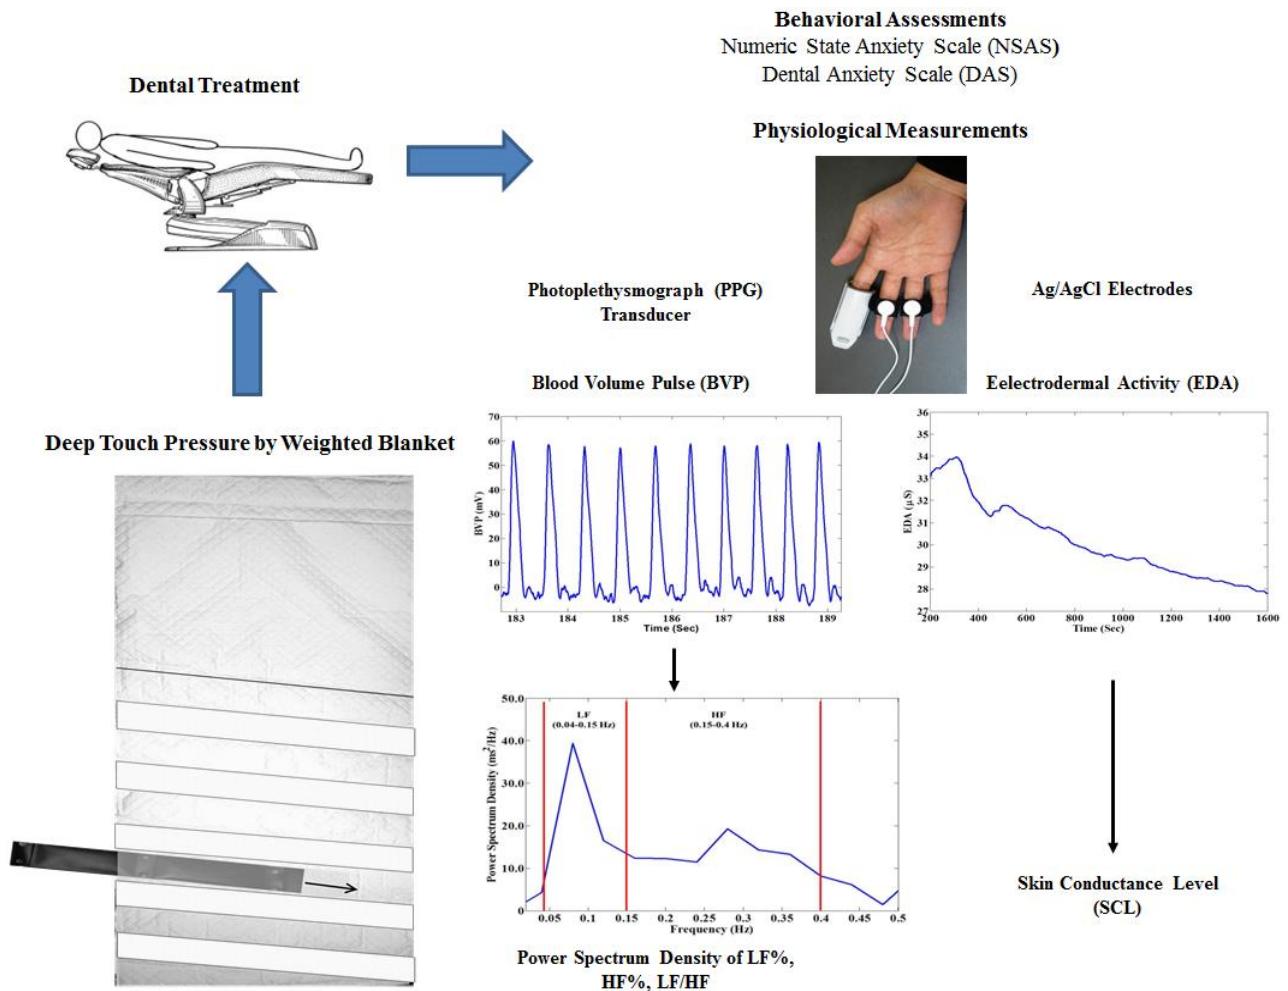 Behavioral Assessments
Numeric State Anxiety Scale (NSAS)
Dental Anxiety Scale (DAS)
Dental Treatment
Physiological Measurements
Photoplethysmograph (PPG)
Transducer
Ag/AgCl Electrodes
Blood Volume Pulse (BVP)
Eelectrodermal Activity (EDA)
Deep Touch Pressure by Weighted Blanket
70
60
50
40
30
20
10
0
BVP (mV)
183 184 185 186 187 188 189
Time (Sec)
36
35
34
33
32
31
30
29
28
27
EDA (μS)
200 400 600 800 1000 1200 1400 1600
Time (Sec)
50.0
40.0
30.0
20.0
10.0
0
Power Spectrum Density (ms²/Hz)
LF
(0.04-0.15 Hz)
HF
(0.15-0.4 Hz)
0.05 0.1 0.15 0.2 0.25 0.3 0.35 0.4 0.45 0.5
Frequency (Hz)
Power Spectrum Density of LF%,
HF%, LF/HF
Skin Conductance Level
(SCL)